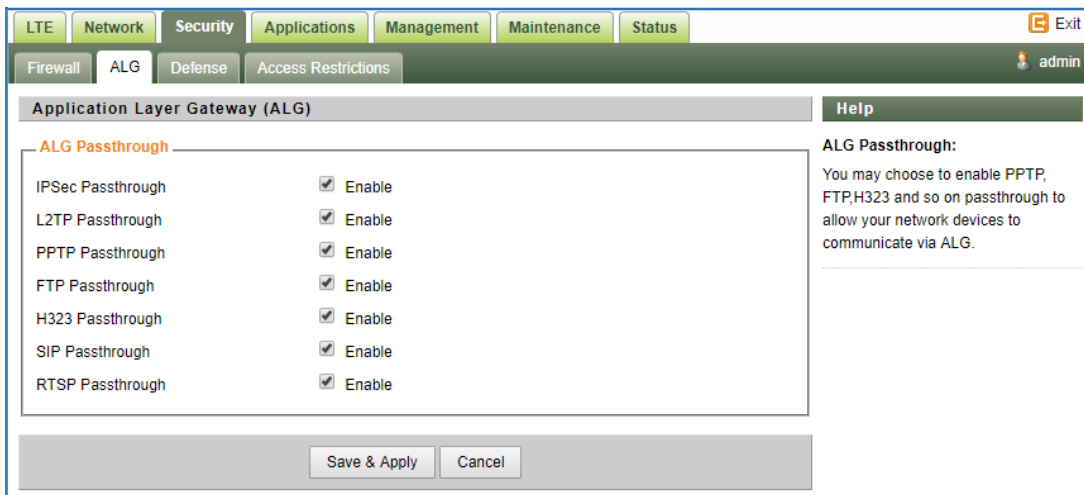 LTE Network Security Applications Management Maintenance Status Exit
Firewall ALG Defense Access Restrictions admin
Application Layer Gateway (ALG)
ALG Passthrough
IPSec Passthrough Enable
L2TP Passthrough Enable
PPTP Passthrough Enable
FTP Passthrough Enable
H323 Passthrough Enable
SIP Passthrough Enable
RTSP Passthrough Enable
Save & Apply Cancel
Help
ALG Passthrough:
You may choose to enable PPTP,
FTP,H323 and so on passthrough to
allow your network devices to
communicate via ALG.